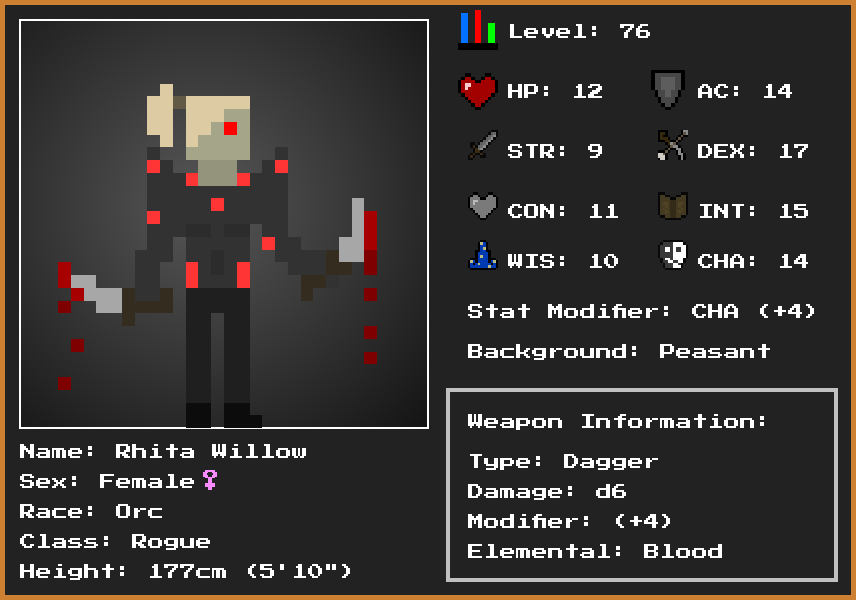 Level: 76
HP: 12 AC: 14
STR: 9 DEX: 17
CON: 11 INT: 15
WIS: 10 CHA: 14
Stat Modifier: CHA (+4)
Background: Peasant
Weapon Information:
Type: Dagger
Damage: d6
Modifier: (+4)
Elemental: Blood
Name: Rhita Willow
Sex: Female♀
Race: Orc
Class: Rogue
Height: 177cm (5'10")